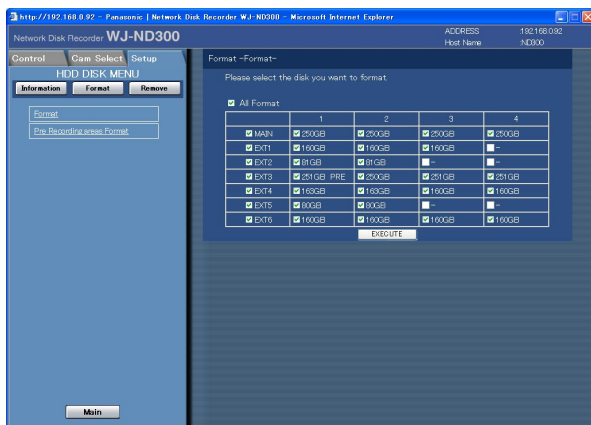 http://192.168.0.92 - Panasonic | Network Disk Recorder WJ-ND300 - Microsoft Internet Explorer
Network Disk Recorder WJ-ND300
ADDRESS :192.168.0.92
Host Name :ND300
Control Cam Select Setup
HDD DISK MENU
Information Format Remove
Format
Pre Recording areas Format
Format -Format-
Please select the disk you want to format.
All Format
1 2 3 4
MAIN 250GB 250GB 250GB 250GB
EXT1 160GB 160GB 160GB -
EXT2 81GB 81GB - -
EXT3 251GB PRE 250GB 251GB 251GB
EXT4 163GB 163GB 160GB 160GB
EXT5 80GB 80GB - -
EXT6 160GB 160GB 160GB 160GB
EXECUTE
Main